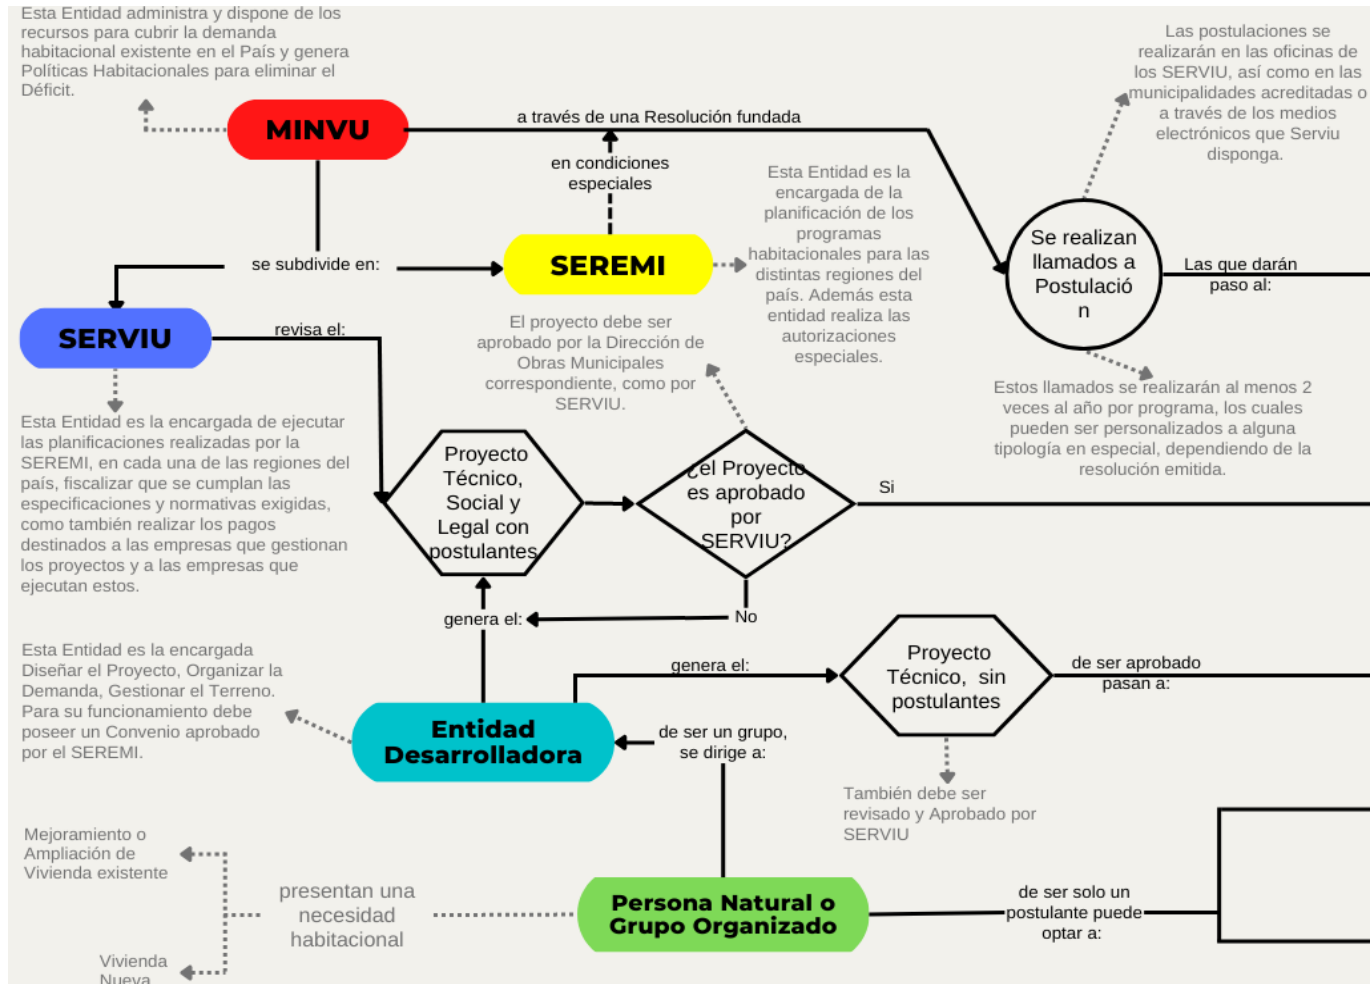 Esta Entidad administra y dispone de los
recursos para cubrir la demanda
habitacional existente en el País y genera
Políticas Habitacionales para eliminar el
Déficit.
MINVU
a través de una Resolución fundada
en condiciones
especiales
Las postulaciones se
realizarán en las oficinas de
los SERVIU, así como en las
municipalidades acreditadas o
a través de los medios
electrónicos que Serviu
disponga.
se subdivide en:
SEREMI
Esta Entidad es la
encargada de la
planificación de los
programas
habitacionales para las
distintas regiones del
país. Además esta
entidad realiza las
autorizaciones
especiales.
Se realizan
llamados a
Postulació
n
Las que darán
paso al:
Estos llamados se realizarán al menos 2
veces al año por programa, los cuales
pueden ser personalizados a alguna
tipología en especial, dependiendo de la
resolución emitida.
SERVIU
revisa el:
El proyecto debe ser
aprobado por la Dirección de
Obras Municipales
correspondiente, como por
SERVIU.
Esta Entidad es la encargada de ejecutar
las planificaciones realizadas por la
SEREMI, en cada una de las regiones del
país, fiscalizar que se cumplan las
especificaciones y normativas exigidas,
como también realizar los pagos
destinados a las empresas que gestionan
los proyectos y a las empresas que
ejecutan estos.
Proyecto
Técnico,
Social y
Legal con
postulantes
¿el Proyecto
es aprobado
por
SERVIU?
Si
No
genera el:
Esta Entidad es la encargada
Diseñar el Proyecto, Organizar la
Demanda, Gestionar el Terreno.
Para su funcionamiento debe
poseer un Convenio aprobado
por el SEREMI.
Entidad
Desarrolladora
genera el:
Proyecto
Técnico, sin
postulantes
de ser aprobado
pasan a:
de ser un grupo,
se dirige a:
También debe ser
revisado y Aprobado por
SERVIU
Mejoramiento o
Ampliación de
Vivienda existente
presentan una
necesidad
habitacional
Vivienda
Nueva
Persona Natural o
Grupo Organizado
de ser solo un
postulante puede
optar a: